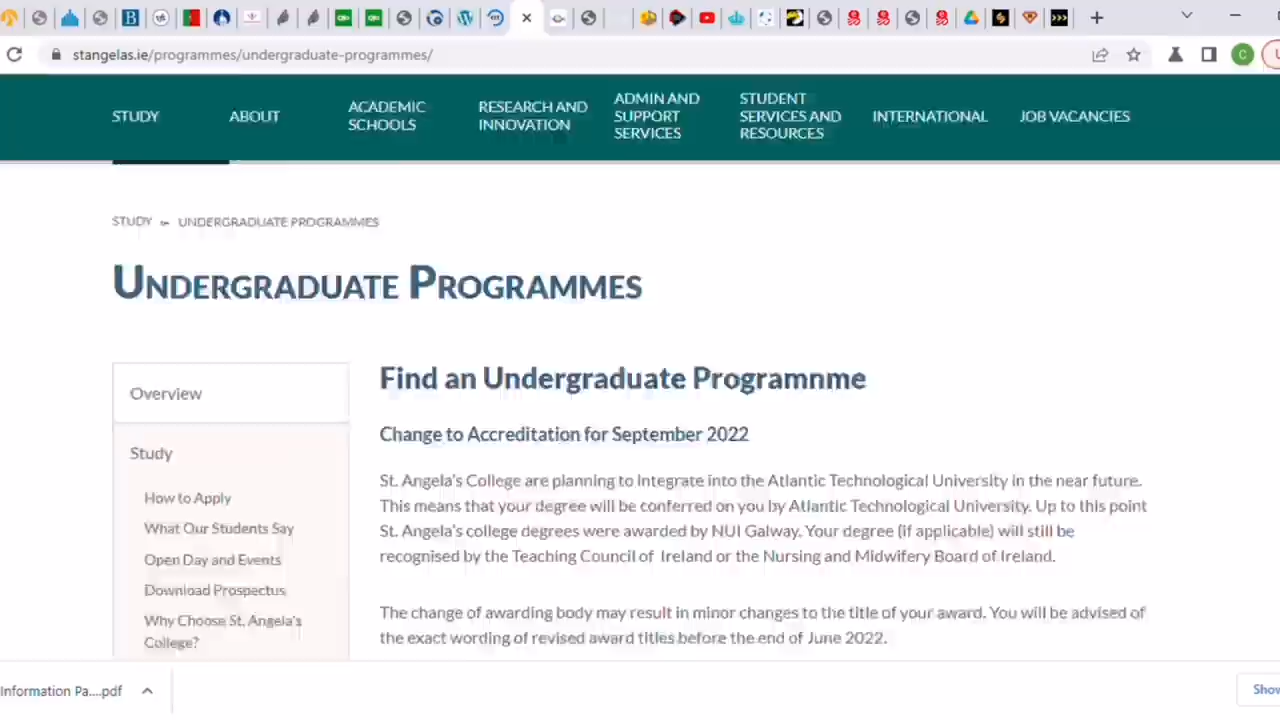 stangelas.ie/programmes/undergraduate-programmes/
STUDY
ABOUT
ACADEMIC
SCHOOLS
RESEARCH AND
INNOVATION
ADMIN AND
SUPPORT
SERVICES
STUDENT
SERVICES AND
RESOURCES
INTERNATIONAL
JOB VACANCIES
STUDY
UNDERGRADUATE PROGRAMMES
UNDERGRADUATE PROGRAMMES
Overview
Study
How to Apply
What Our Students Say
Open Day and Events
Download Prospectus
Why Choose St. Angela's
College?
Find an Undergraduate Programnme
Change to Accreditation for September 2022
St. Angela's College are planning to integrate into the Atlantic Technological University in the near future.
This means that your degree will be conferred on you by Atlantic Technological University. Up to this point
St. Angela's college degrees were awarded by NUI Galway. Your degree (if applicable) will still be
recognised by the Teaching Council of Ireland or the Nursing and Midwifery Board of Ireland.
The change of awarding body may result in minor changes to the title of your award. You will be advised of
the exact wording of revised award titles before the end of June 2022.
Information Pa....pdf
Show